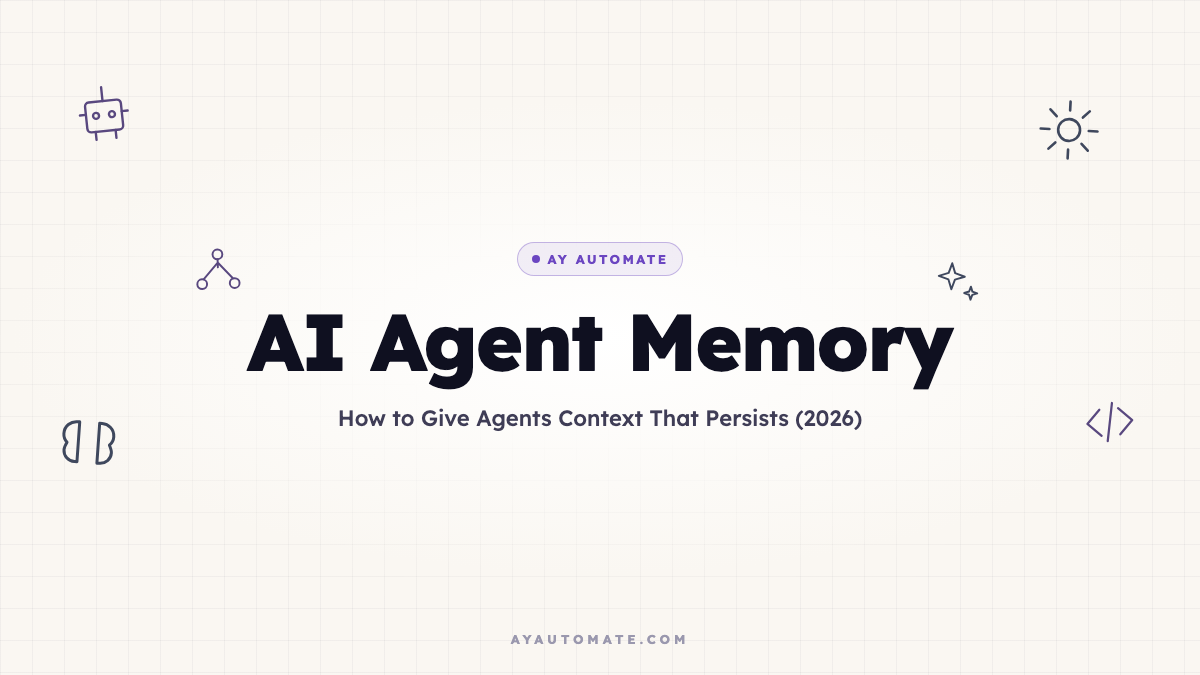 AY AUTOMATE
AI Agent Memory
How to Give Agents Context That Persists (2026)
AYAUTOMATE.COM